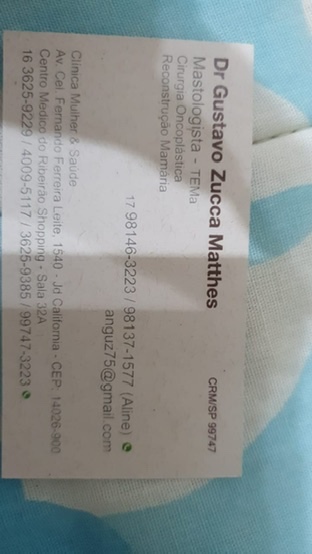 Dr Gustavo Zucca Matthes
CRM/SP 99747
Mastologista - TEMa
Cirurgia Oncoplástica
Reconstrução Mamária
17 98146-3223 / 98137-1577 (Aline)
anguz75@gmail.com
Clínica Mulher & Saúde
Av. Cel. Fernando Ferreira Leite, 1540 - Jd Califórnia - CEP: 14026-900
Centro Médico do Ribeirão Shopping - Sala 32A
16 3625-9229 / 4009-5117 / 3625-9385 / 99747-3223